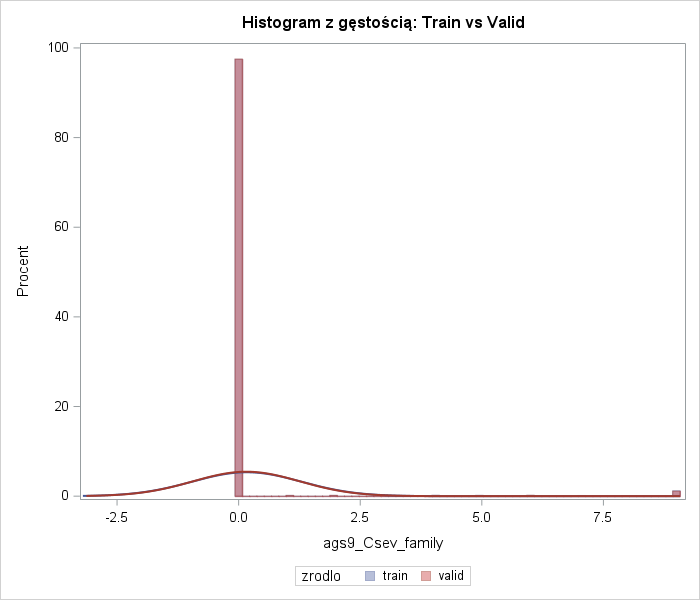 Histogram z gęstością: Train vs Valid
100
80
60
40
20
0
Procent
-2.5 0.0 2.5 5.0 7.5
ags9_Csev_family
zrodlo train valid